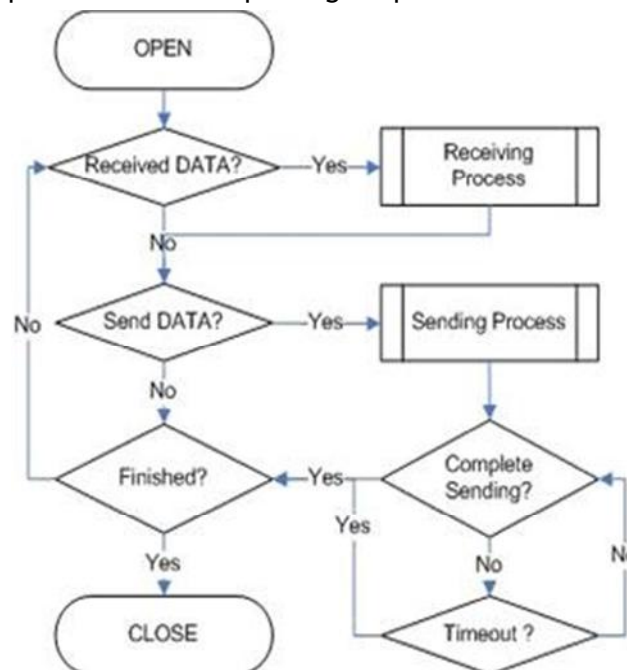 OPEN
Received DATA?
Yes
Receiving
Process
No
Send DATA?
Yes
Sending Process
No
No
Finished?
Yes
Complete
Sending?
Yes
Yes
No
CLOSE
Timeout ?